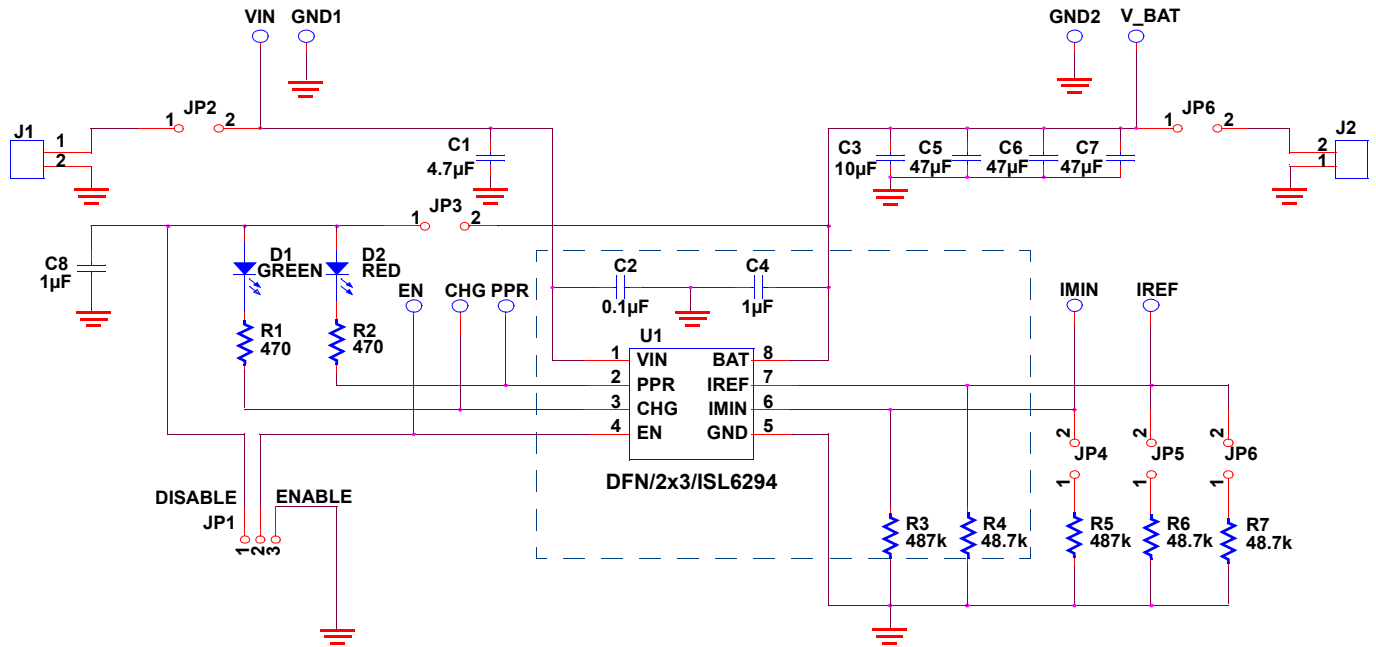 VIN GND1
GND2 V_BAT
J1
1
2
JP2
1 2
C1
4.7µF
C3
10µF
C5
47µF
C6
47µF
C7
47µF
JP6
1 2
J2
2
1
JP3
1 2
C8
1µF
D1
GREEN
D2
RED
R1
470
R2
470
EN CHG PPR
C2
0.1µF
C4
1µF
IMIN IREF
U1
1 VIN BAT 8
2 PPR IREF 7
3 CHG IMIN 6
4 EN GND 5
DFN/2x3/ISL6294
DISABLE ENABLE
JP1
1 2 3
2
JP4
1
2
JP5
1
2
JP6
1
R3
487k
R4
48.7k
R5
487k
R6
48.7k
R7
48.7k